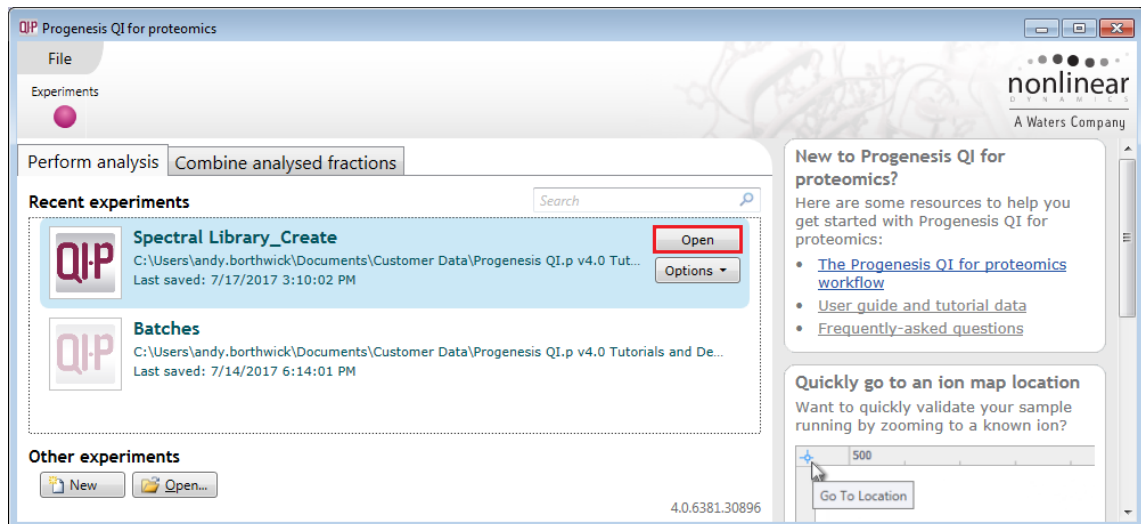 QIP Progenesis QI for proteomics
File
Experiments
nonlinear
DYNAMICS
A Waters Company
Perform analysis
Combine analysed fractions
Recent experiments
Search
QI·P
Spectral Library_Create
C:\Users\andy.borthwick\Documents\Customer Data\Progenesis QI.p v4.0 Tut...
Last saved: 7/17/2017 3:10:02 PM
Open
Options
QI·P
Batches
C:\Users\andy.borthwick\Documents\Customer Data\Progenesis QI.p v4.0 Tutorials and De...
Last saved: 7/14/2017 6:14:01 PM
Other experiments
New
Open...
4.0.6381.30896
New to Progenesis QI for
proteomics?
Here are some resources to help you
get started with Progenesis QI for
proteomics:
• The Progenesis QI for proteomics
workflow
• User guide and tutorial data
• Frequently-asked questions
Quickly go to an ion map location
Want to quickly validate your sample
running by zooming to a known ion?
500
Go To Location